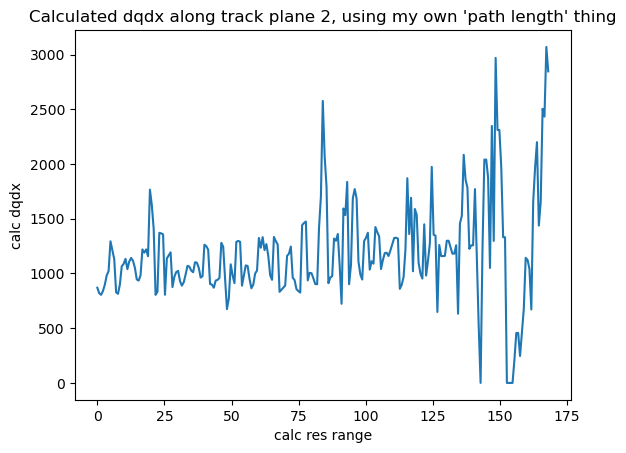 Calculated dqdx along track plane 2, using my own 'path length' thing
3000
2500
2000
1500
1000
500
0
calc dqdx
0 25 50 75 100 125 150 175
calc res range